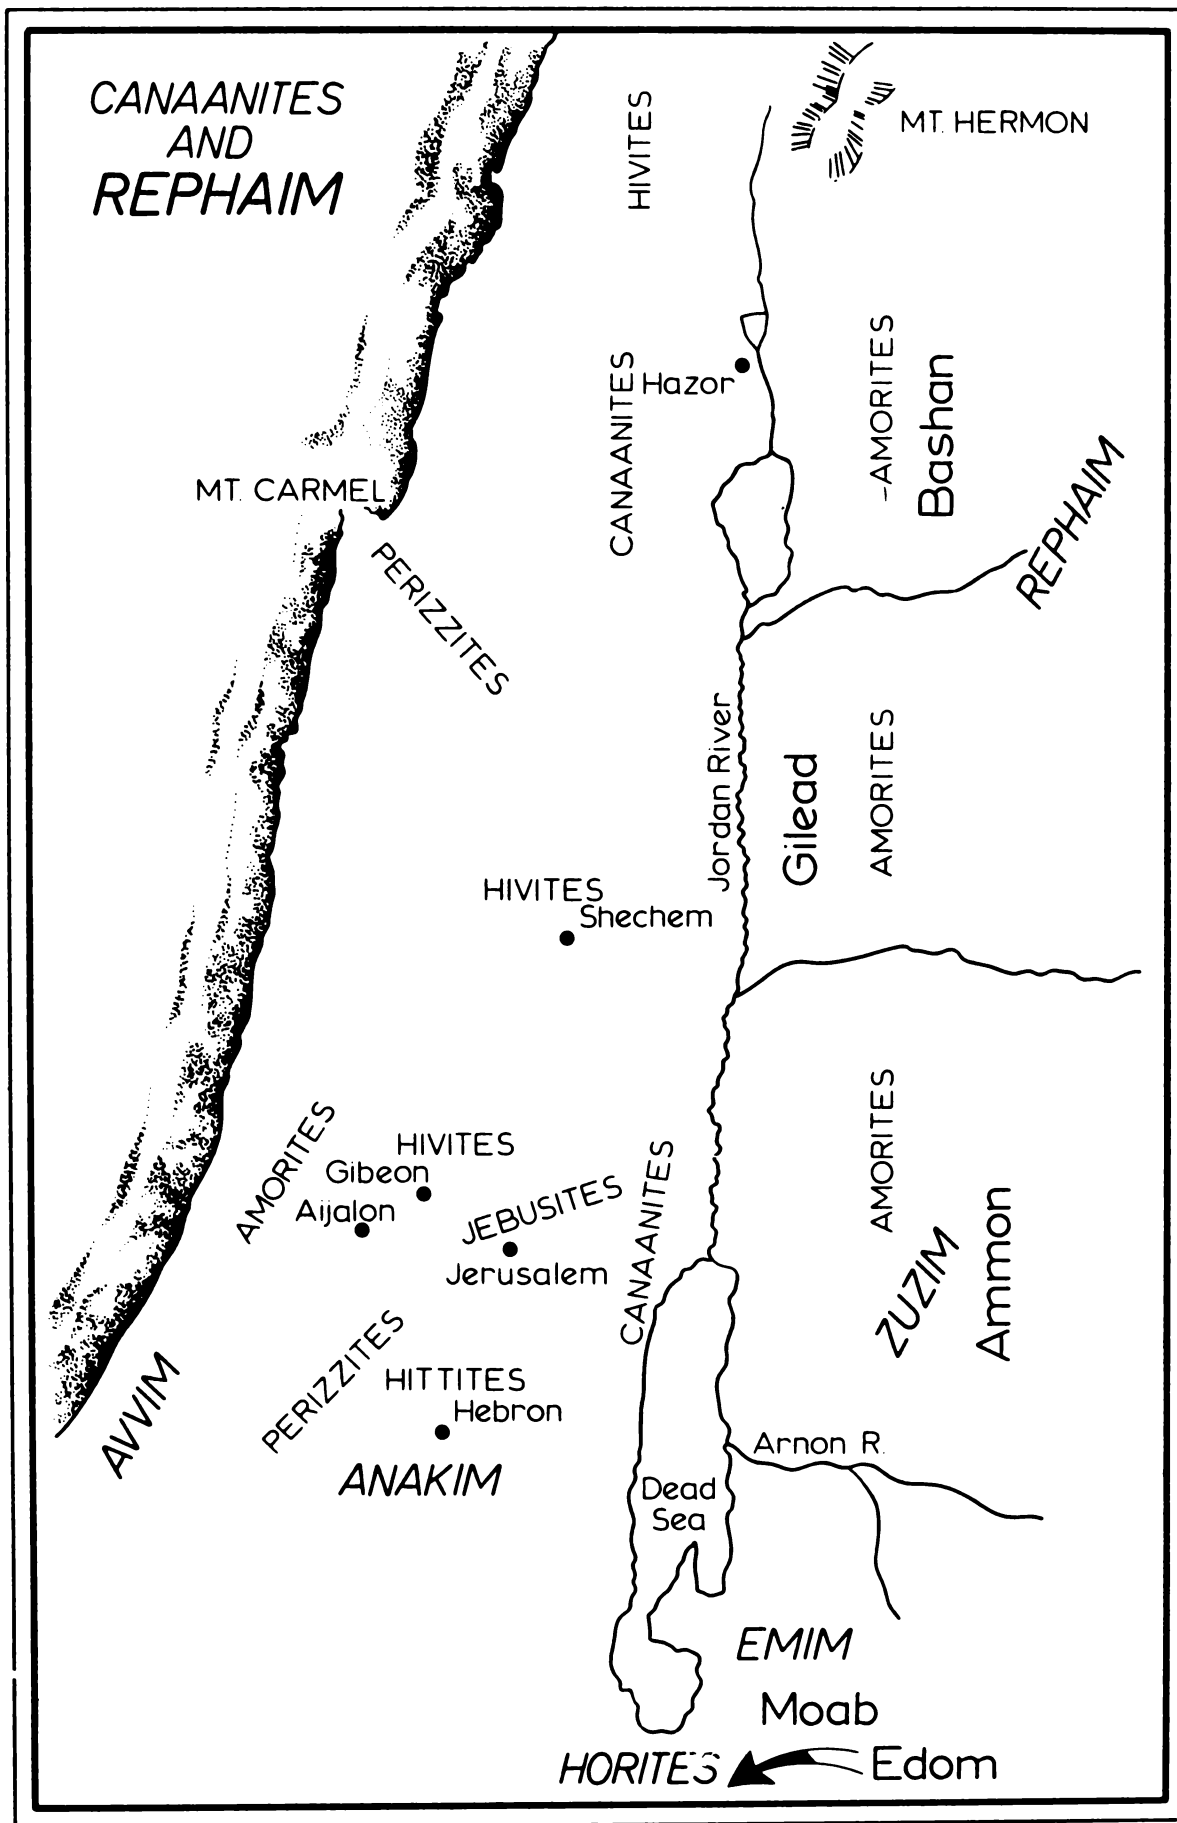 CANAANITES
AND
REPHAIM
HIVITES
MT. HERMON
CANAANITES
Hazor
AMORITES
Bashan
REPHAIM
MT. CARMEL
PERIZZITES
Jordan River
Gilead
AMORITES
HIVITES
Shechem
AMORITES
HIVITES
Gibeon
Aijalon
JEBUSITES
Jerusalem
CANAANITES
AMORITES
ZUZIM
Ammon
AVVIM
PERIZZITES
HITTITES
Hebron
ANAKIM
Arnon R.
Dead
Sea
EMIM
Moab
HORITES
Edom